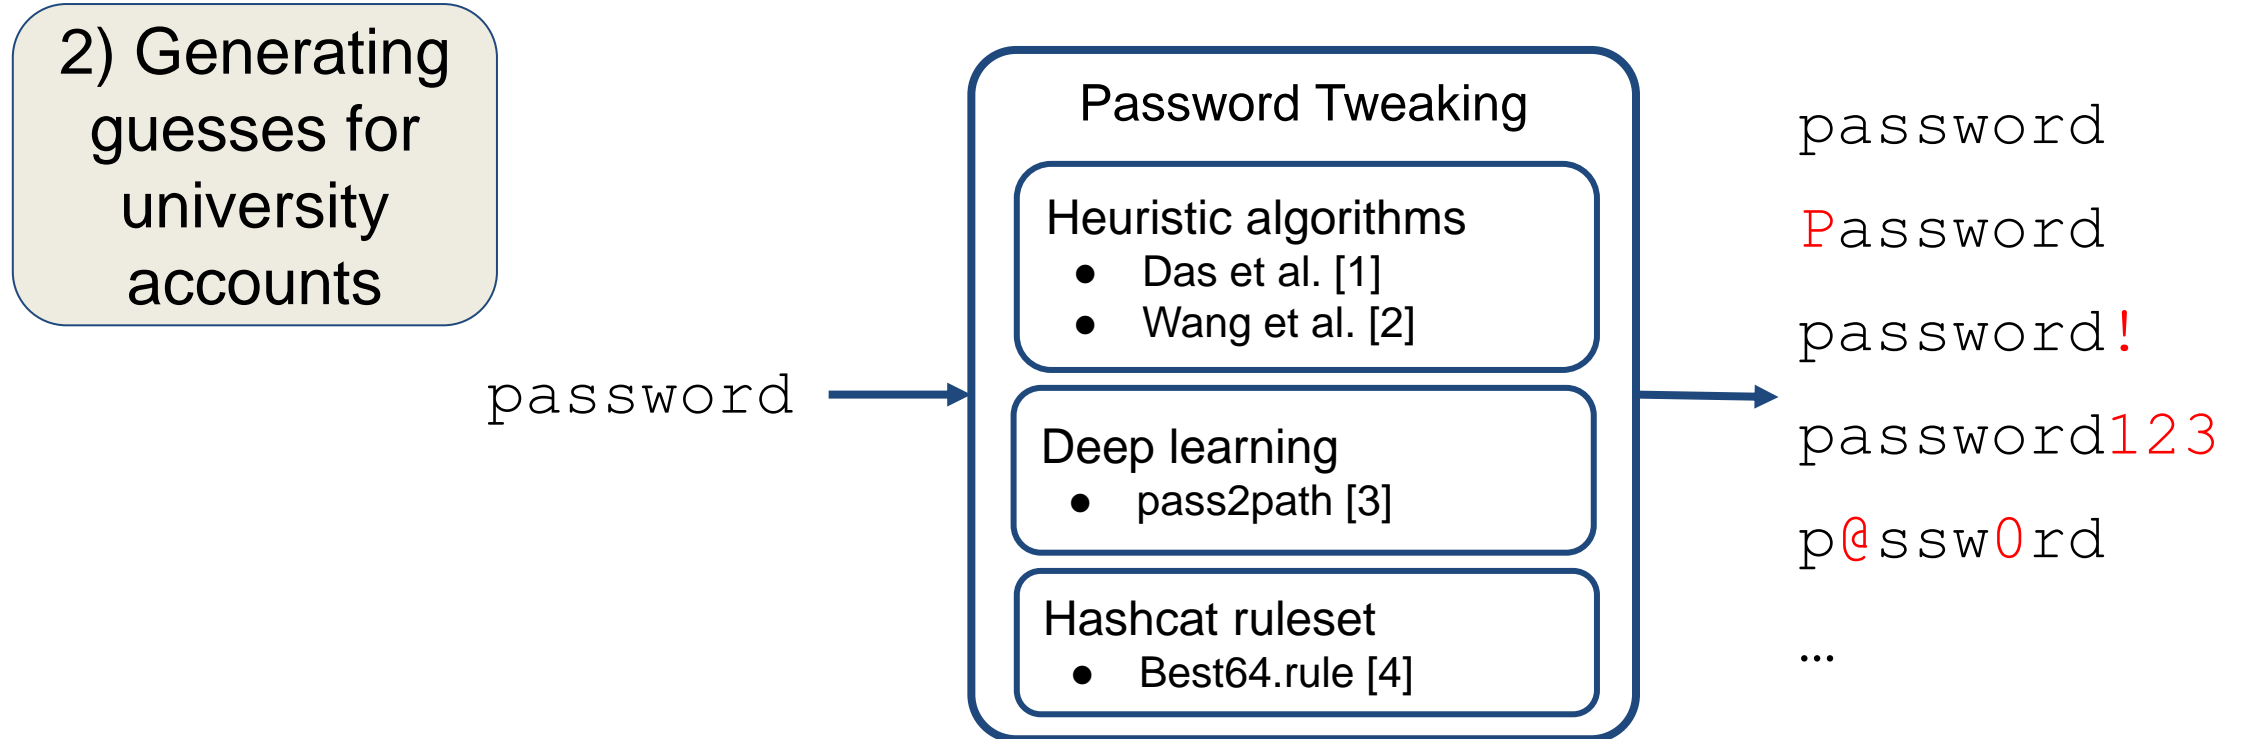 2) Generating
guesses for
university
accounts
password
Password Tweaking
Heuristic algorithms
● Das et al. [1]
● Wang et al. [2]
Deep learning
● pass2path [3]
Hashcat ruleset
● Best64.rule [4]
password
Password
password!
password123
p@ssw0rd
…